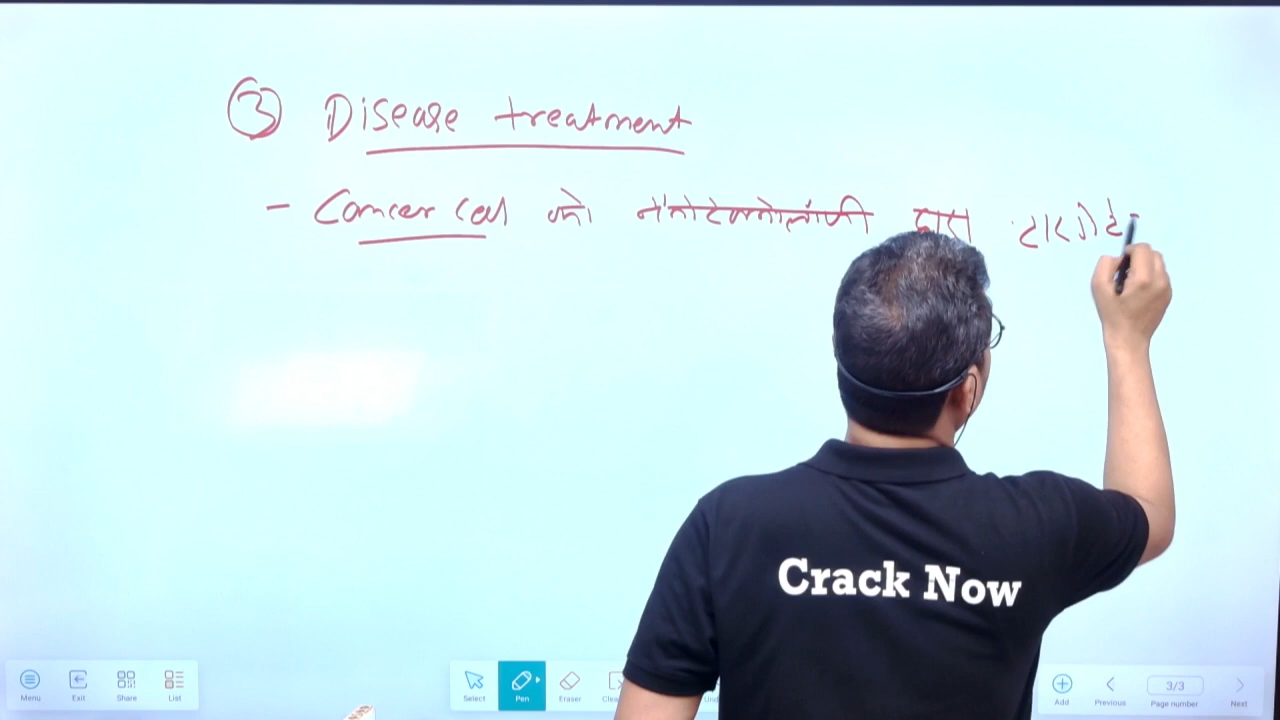 ③ Disease treatment
- Cancer cell को नैनोटेक्नोलॉजी द्वारा टारगेटे
Crack Now
Menu
Exit
Share
List
Select
Pen
Eraser
Add
Previous
3/3
Page number
Next